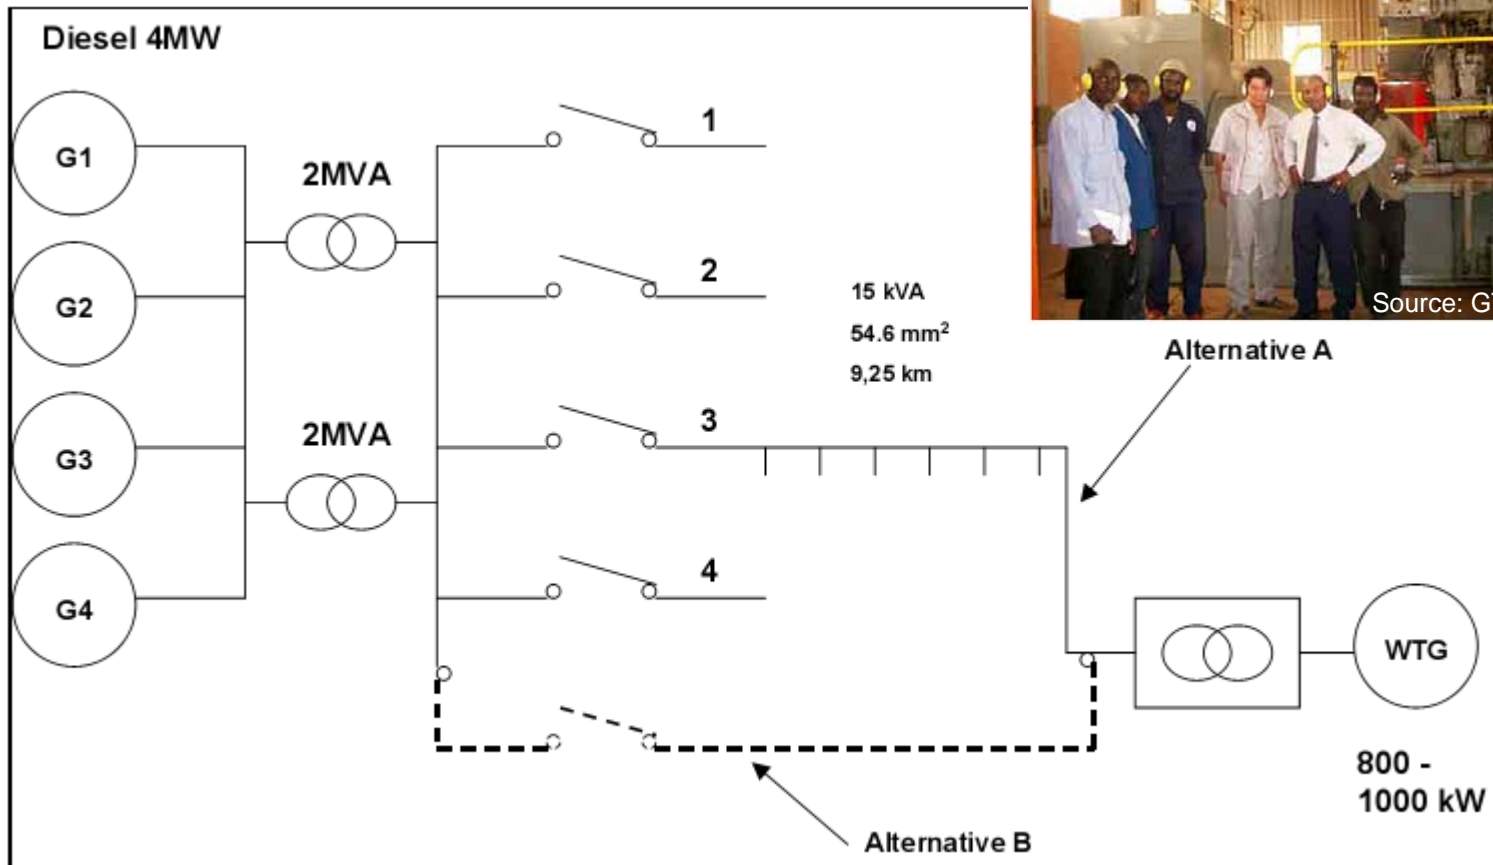 Diesel 4MW
G1
G2
G3
G4
2MVA
2MVA
1
2
3
4
15 kVA
54.6 mm²
9,25 km
Source: G
Alternative A
WTG
800 -
1000 kW
Alternative B